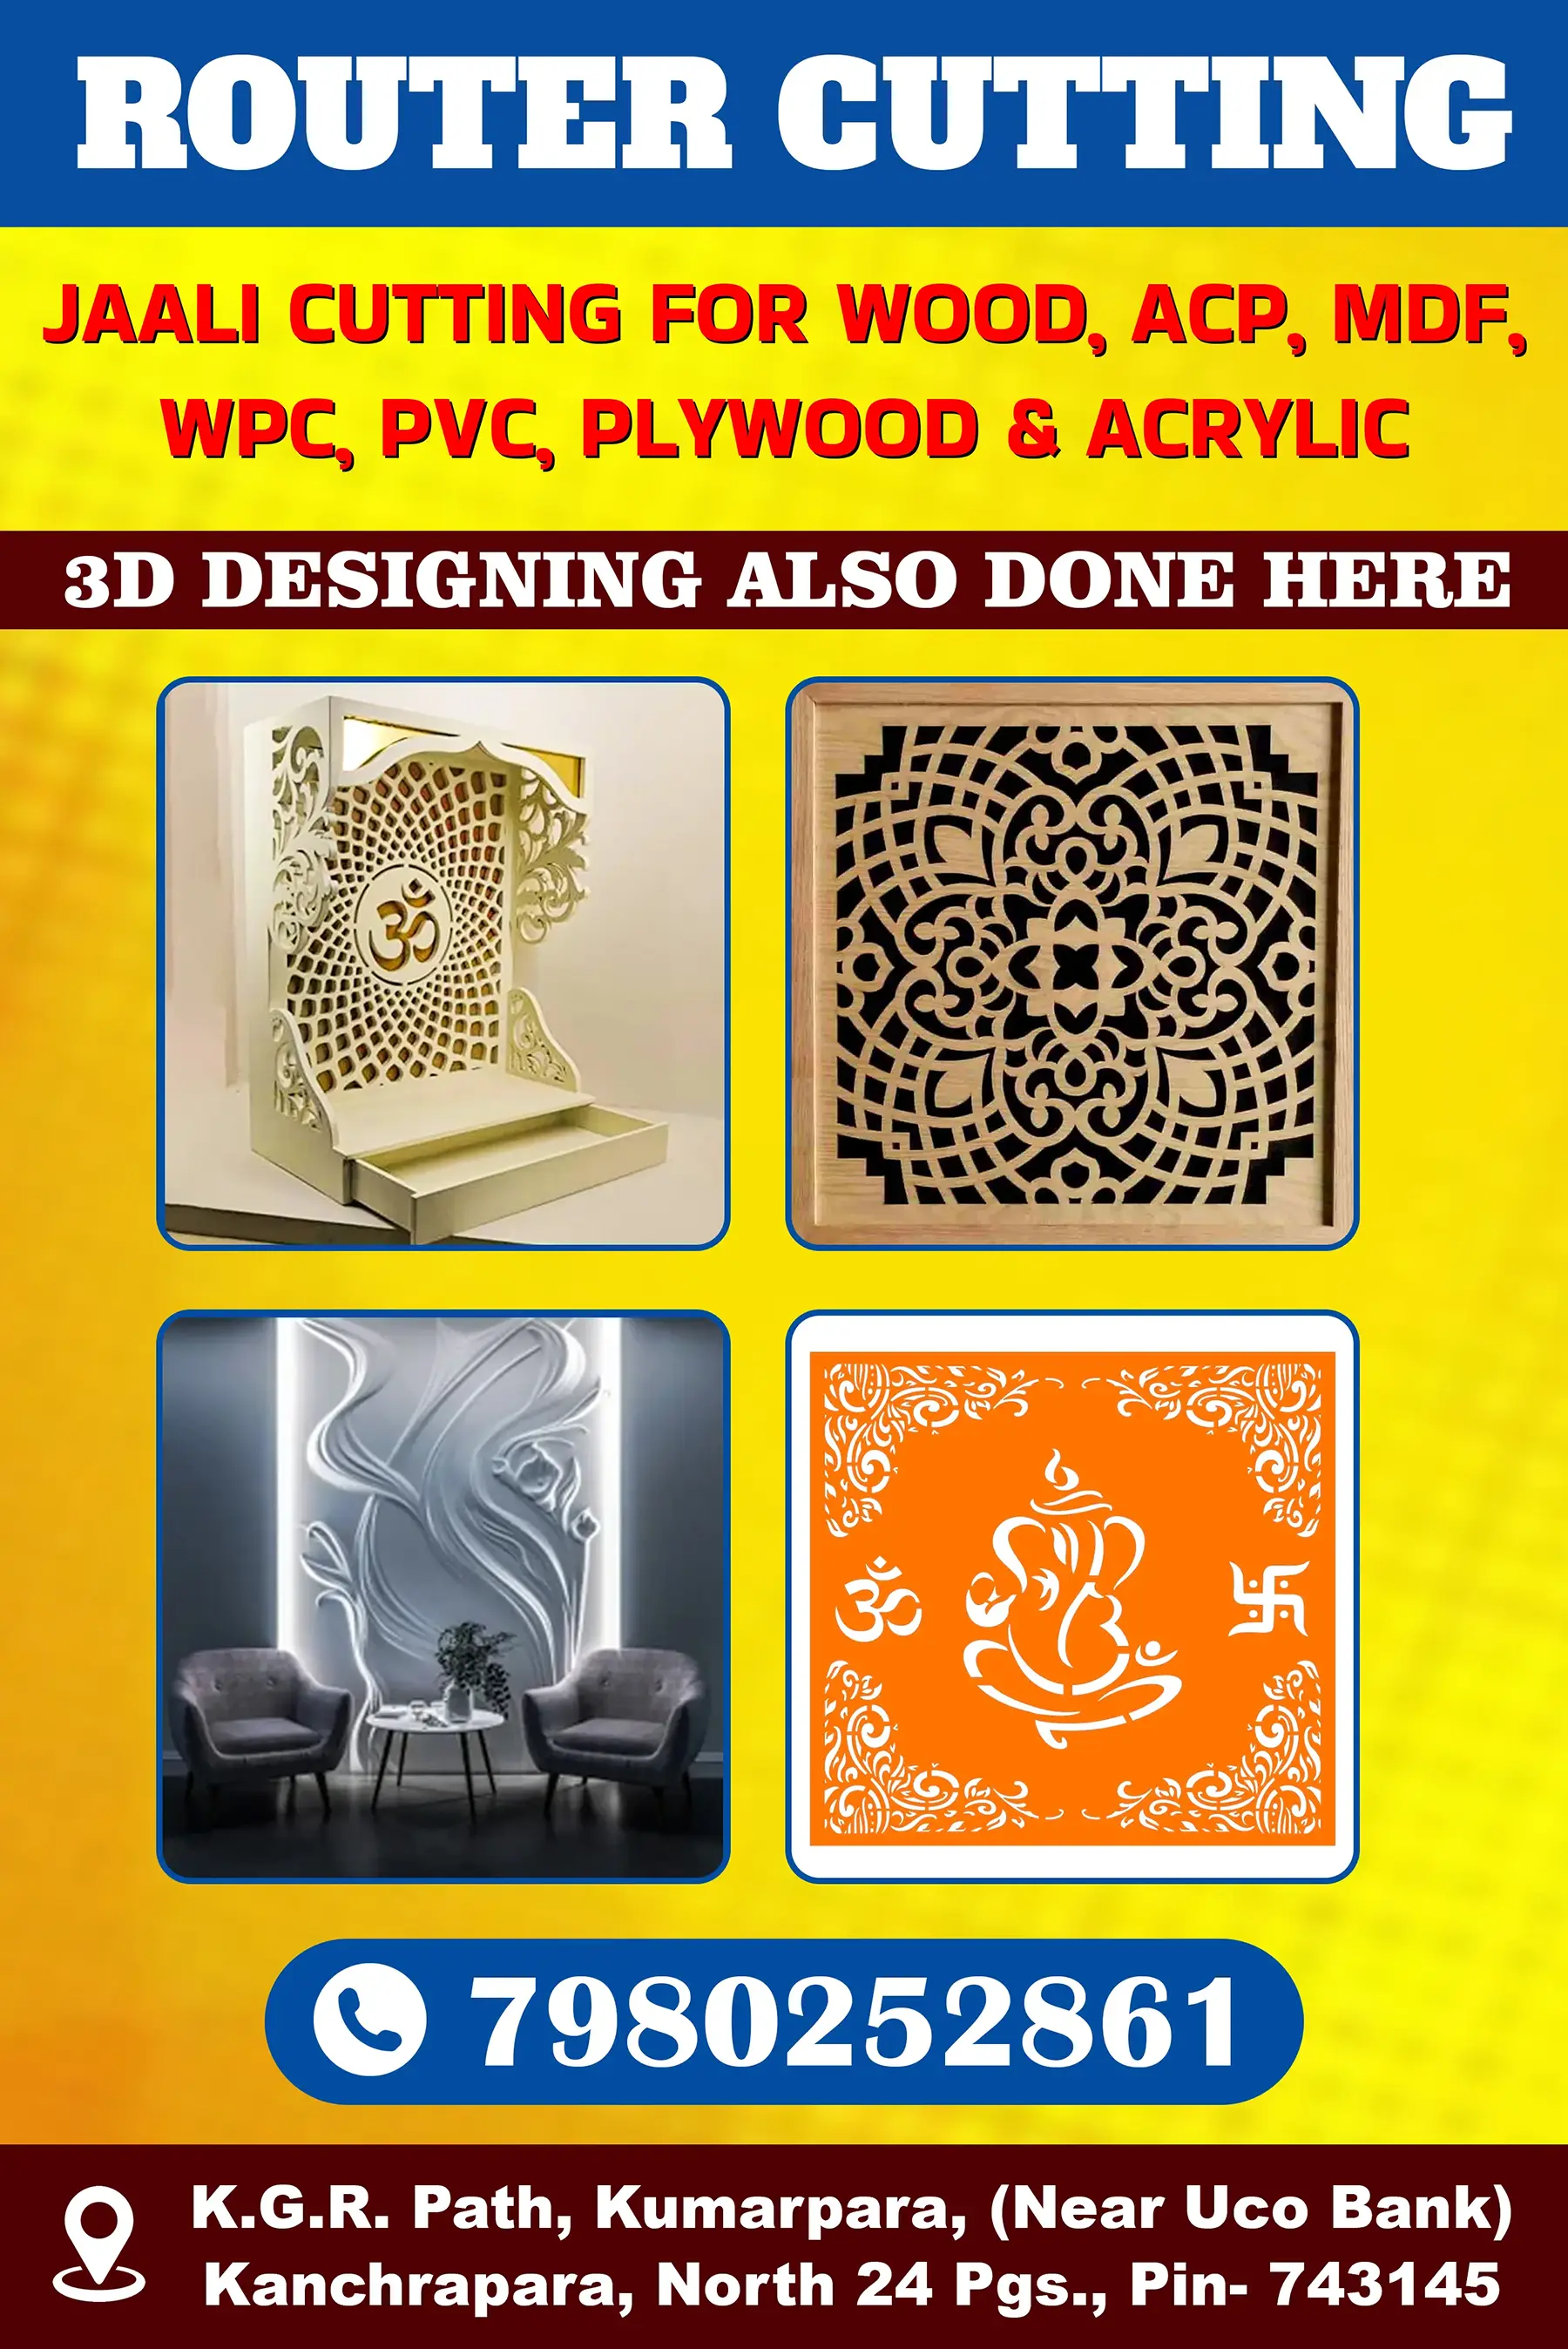 ROUTER CUTTING
JAALI CUTTING FOR WOOD, ACP, MDF,
WPC, PVC, PLYWOOD & ACRYLIC
3D DESIGNING ALSO DONE HERE
ॐ
ॐ 卐
7980252861
K.G.R. Path, Kumarpara, (Near Uco Bank)
Kanchrapara, North 24 Pgs., Pin- 743145